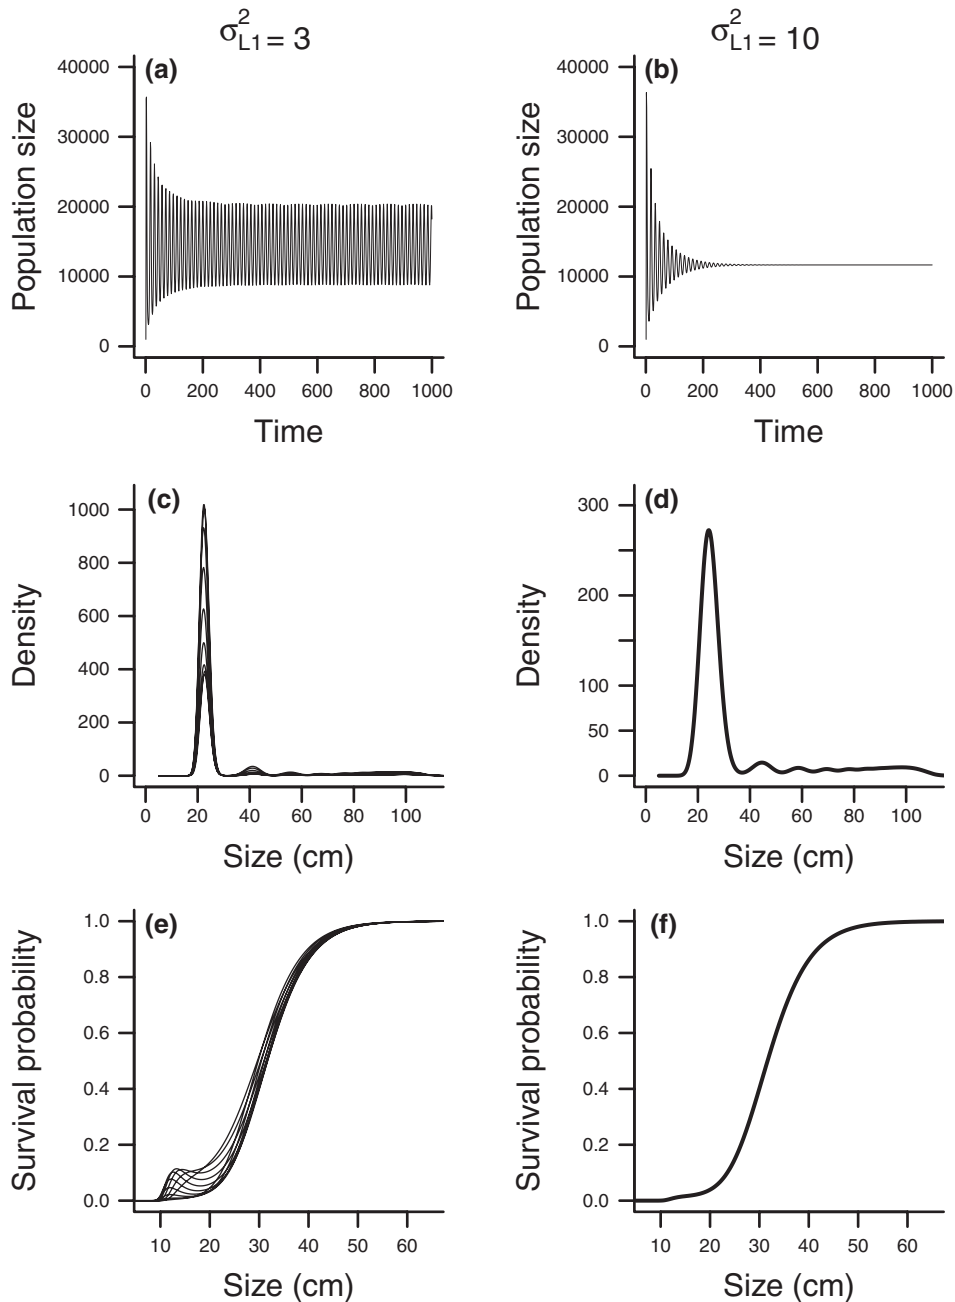 σ²L1 = 3
σ²L1 = 10
(a)
Population size
40000
30000
20000
10000
0
0 200 400 600 800 1000
Time
(b)
Population size
40000
30000
20000
10000
0
0 200 400 600 800 1000
Time
(c)
Density
1000
800
600
400
200
0
0 20 40 60 80 100
Size (cm)
(d)
Density
300
200
100
50
0
0 20 40 60 80 100
Size (cm)
(e)
Survival probability
1.0
0.8
0.6
0.4
0.2
0.0
10 20 30 40 50 60
Size (cm)
(f)
Survival probability
1.0
0.8
0.6
0.4
0.2
0.0
10 20 30 40 50 60
Size (cm)